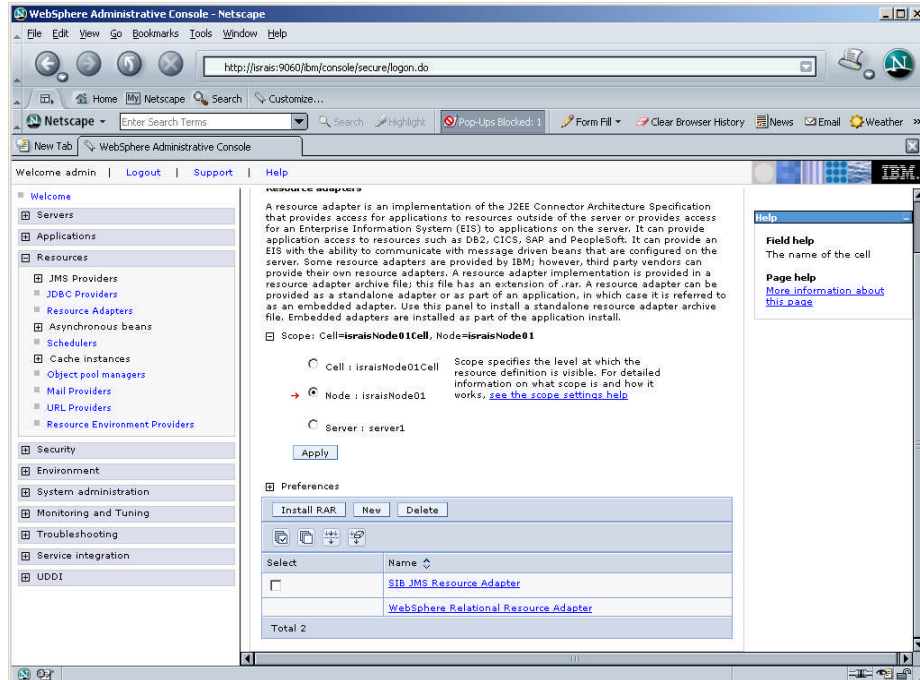 WebSphere Administrative Console - Netscape
File Edit View Go Bookmarks Tools Window Help
http://israis:9060/ibm/console/secure/logon.do
Home My Netscape Search Customize...
Netscape Enter Search Terms Search Highlight Pop-Ups Blocked: 1 Form Fill Clear Browser History News Email Weather »
New Tab WebSphere Administrative Console
Welcome admin | Logout | Support | Help
IBM.
Welcome
Servers
Applications
Resources
JMS Providers
JDBC Providers
Resource Adapters
Asynchronous beans
Schedulers
Cache instances
Object pool managers
Mail Providers
URL Providers
Resource Environment Providers
Security
Environment
System administration
Monitoring and Tuning
Troubleshooting
Service integration
UDDI
Resource adapters
A resource adapter is an implementation of the J2EE Connector Architecture Specification
that provides access for applications to resources outside of the server or provides access
for an Enterprise Information System (EIS) to applications on the server. It can provide
application access to resources such as DB2, CICS, SAP and PeopleSoft. It can provide an
EIS with the ability to communicate with message driven beans that are configured on the
server. Some adapters are provided by IBM; however, third party vendors can
provide their own resource adapters. A resource adapter implementation is provided in a
resource adapter archive file; this file has an extension of .rar. A resource adapter can be
provided as a standalone adapter or as part of an application, in which case it is referred to
as an embedded adapter. Use this panel to install a standalone resource adapter archive
file. Embedded adapters are installed as part of the application install.
Scope: Cell=israisNode01Cell, Node=israisNode01
Cell : israisNode01Cell
Node : israisNode01
Server : server1
Scope specifies the level at which the
resource definition is visible. For detailed
information on what scope is and how it
works, see the scope settings help
Apply
Preferences
Install RAR New Delete
Select Name
SIB JMS Resource Adapter
WebSphere Relational Resource Adapter
Total 2
Help
Field help
The name of the cell
Page help
More information about
this page